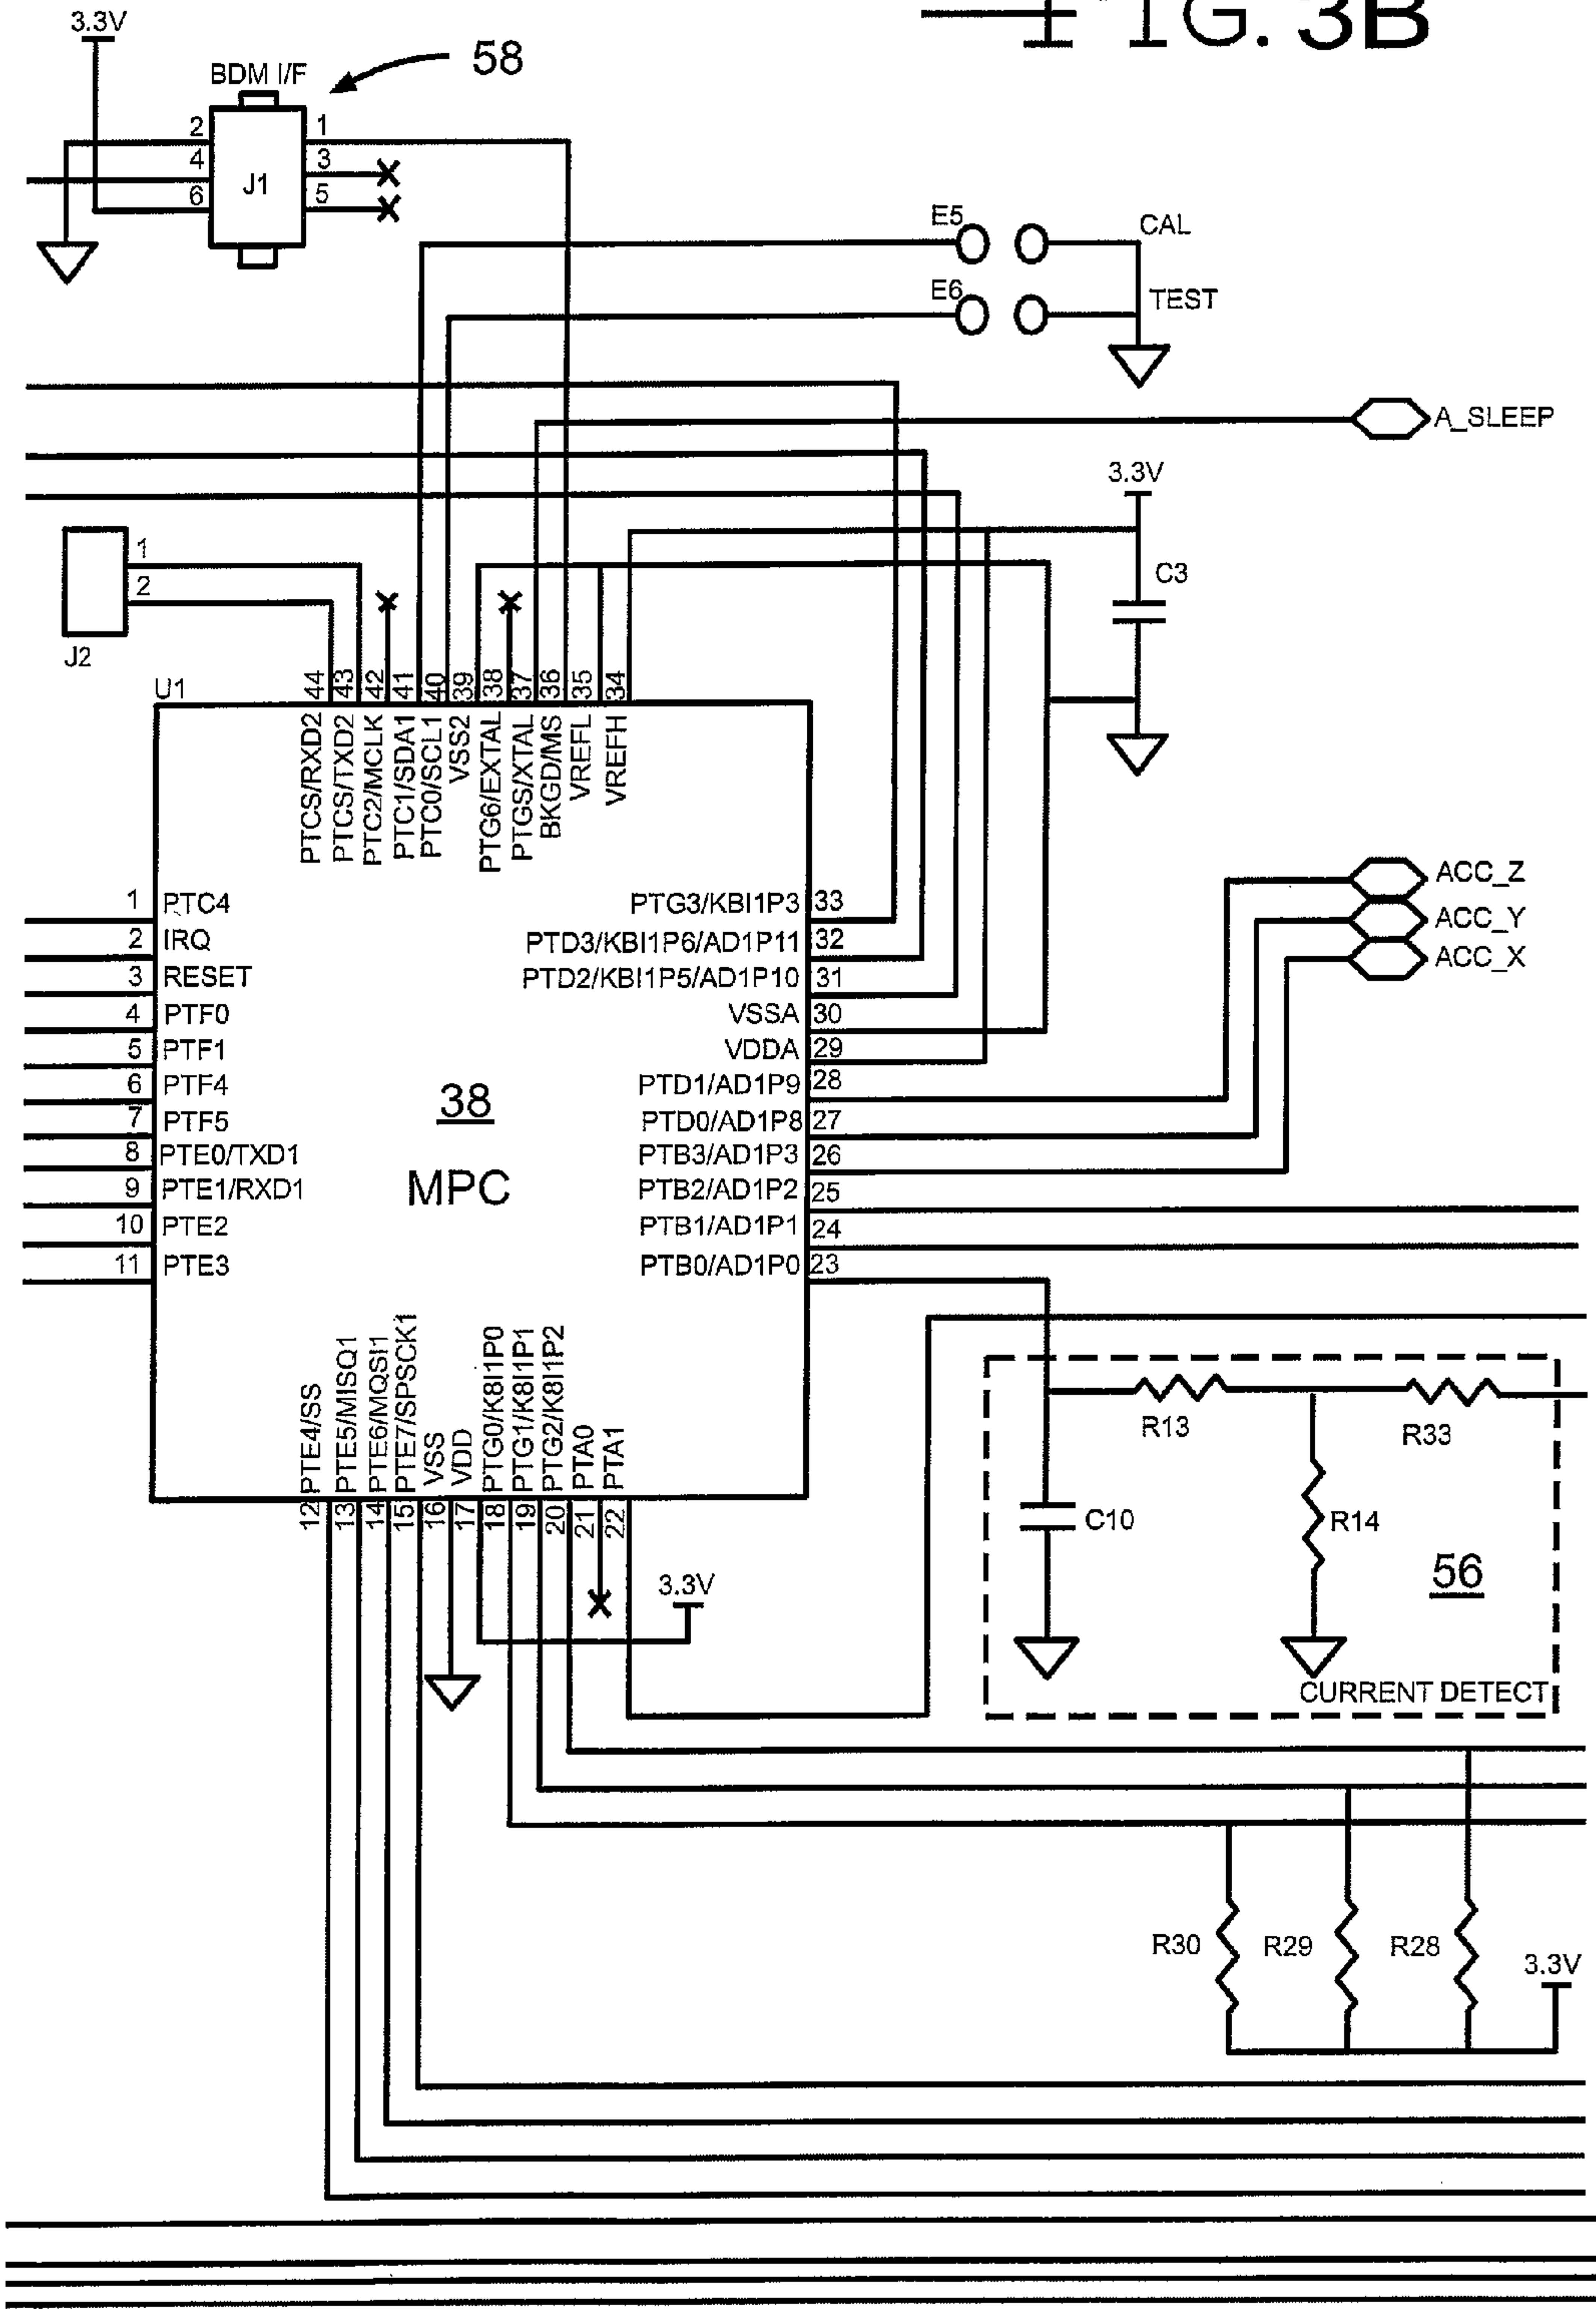 FIG. 3B
3.3V
BDM I/F
58
2
1
4
3
6
5
J1
E5
CAL
E6
TEST
A_SLEEP
3.3V
1
2
J2
C3
U1
44
43
42
41
40
39
38
37
36
35
34
PTCS/RXD2
PTCS/TXD2
PTC2/MCLK
PTC1/SDA1
PTC0/SCL1
VSS2
PTG6/EXTAL
PTGS/XTAL
BKGD/MS
VREFL
VREFH
1 PTC4
2 IRQ
3 RESET
4 PTF0
5 PTF1
6 PTF4
7 PTF5
8 PTE0/TXD1
9 PTE1/RXD1
10 PTE2
11 PTE3
PTG3/KBI1P3 33
PTD3/KBI1P6/AD1P11 32
PTD2/KBI1P5/AD1P10 31
VSSA 30
VDDA 29
PTD1/AD1P9 28
PTD0/AD1P8 27
PTB3/AD1P3 26
PTB2/AD1P2 25
PTB1/AD1P1 24
PTB0/AD1P0 23
38
MPC
ACC_Z
ACC_Y
ACC_X
12 PTE4/SS
13 PTE5/MISQ1
14 PTE6/MQSI1
15 PTE7/SPSCK1
16 VSS
17 VDD
18 PTG0/K8I1P0
19 PTG1/K8I1P1
20 PTG2/K8I1P2
21 PTA0
22 PTA1
3.3V
R13
R33
C10
R14
56
CURRENT DETECT
R30
R29
R28
3.3V